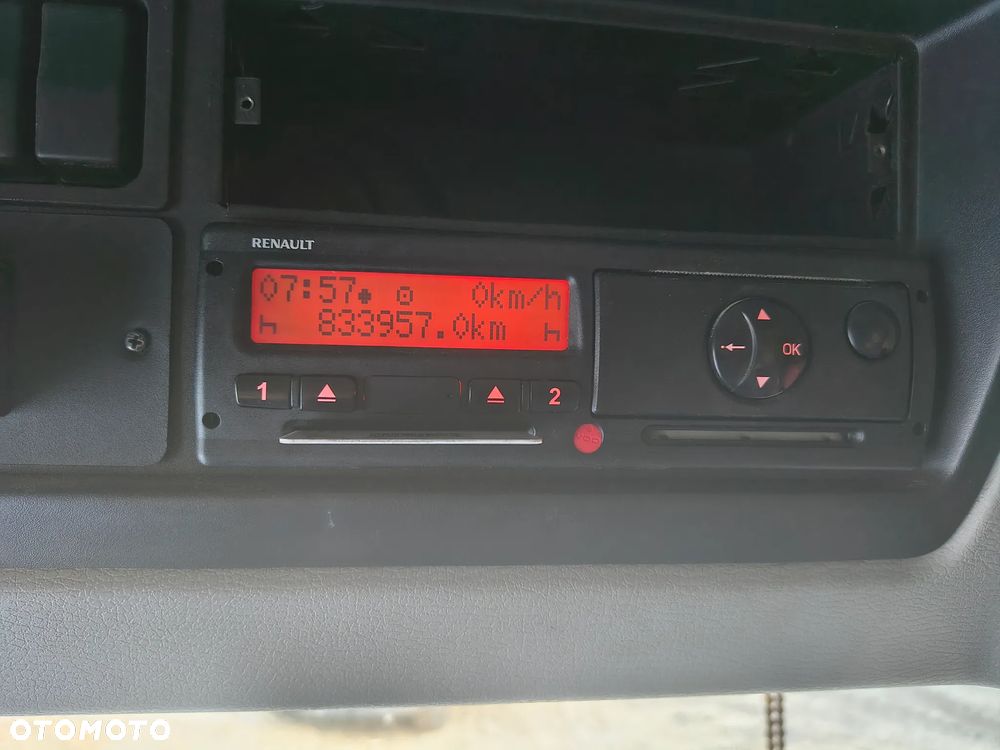 RENAULT
07:57 0km/h
833957.0km
1 2
OK
OTOMOTO